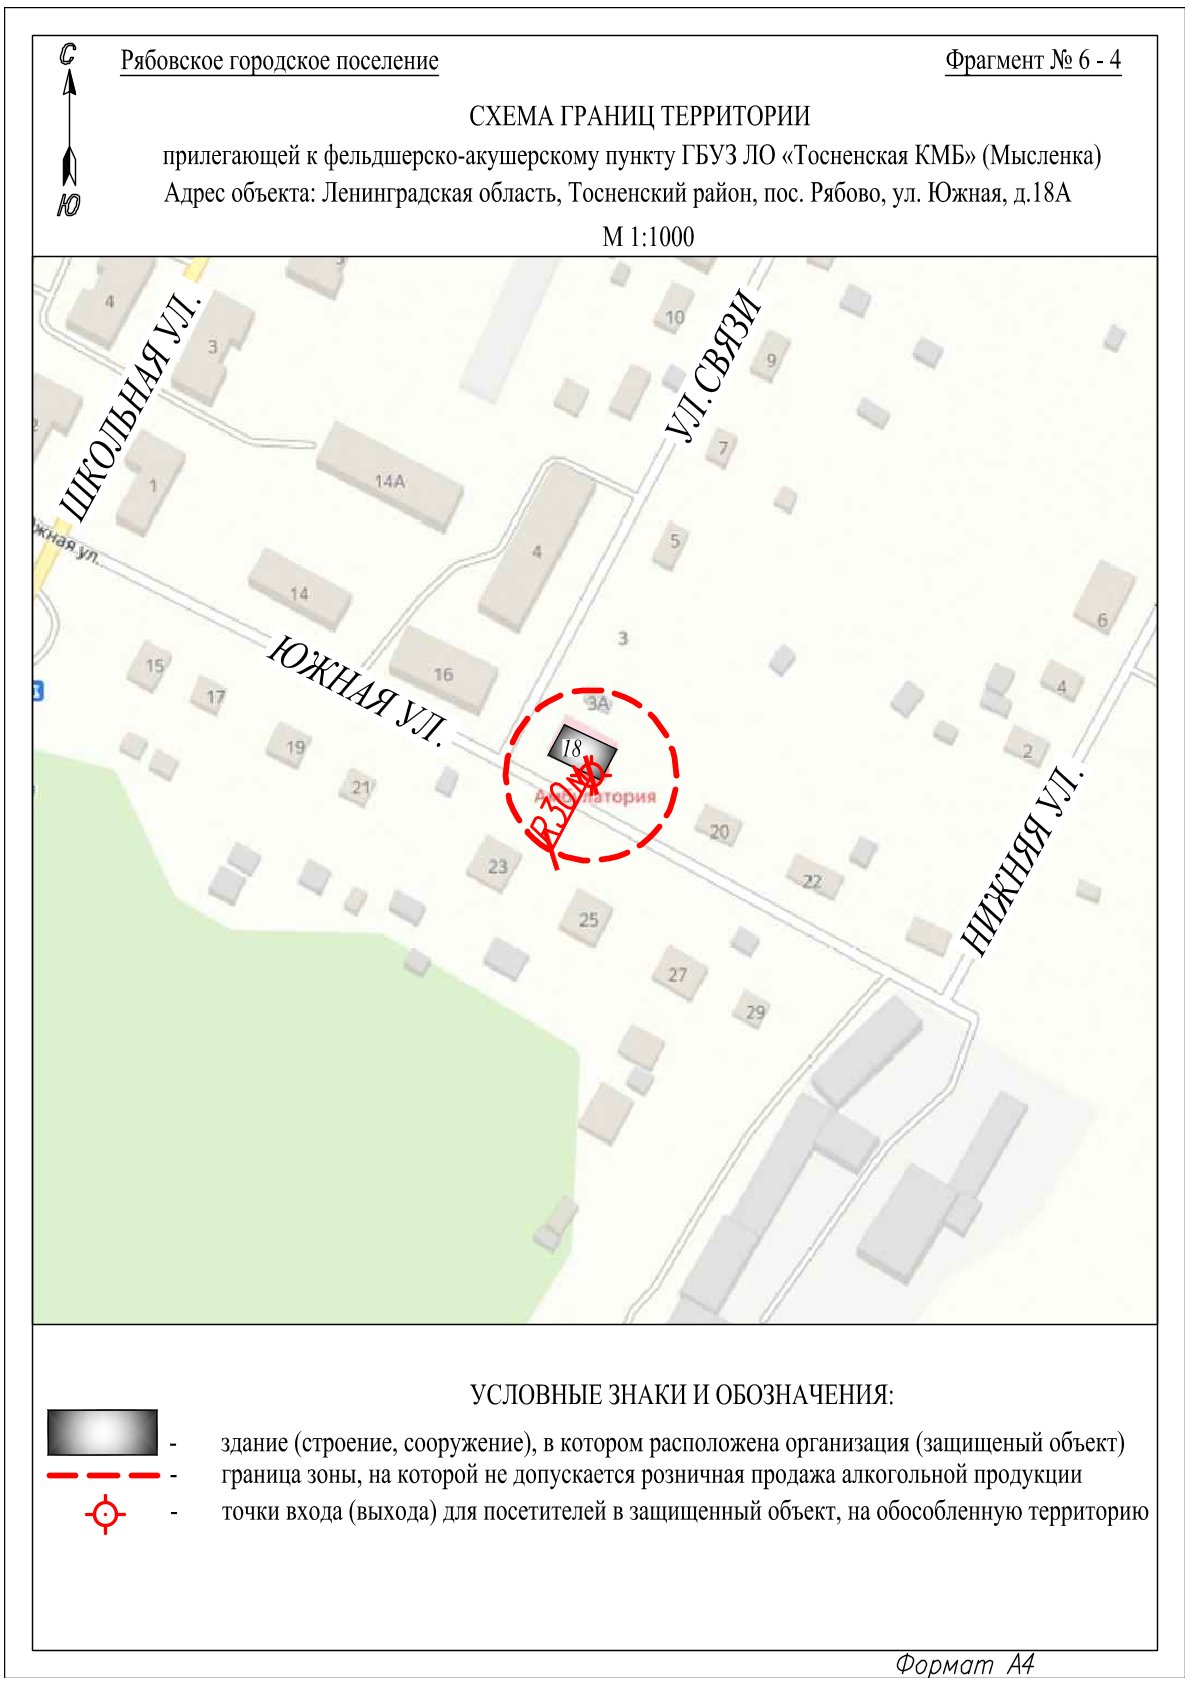 С
Ю
Рябовское городское поселение
Фрагмент № 6 - 4
СХЕМА ГРАНИЦ ТЕРРИТОРИИ
прилегающей к фельдшерско-акушерскому пункту ГБУЗ ЛО «Тосненская КМБ» (Мысленка)
Адрес объекта: Ленинградская область, Тосненский район, пос. Рябово, ул. Южная, д.18А
М 1:1000
4
3
ШКОЛЬНАЯ УЛ.
1
жная ул.
14А
14
10
УЛ.СВЯЗИ
9
7
5
4
3
6
16
ЮЖНАЯ УЛ.
15
17
19
21
3А
18
R30м
Амбулатория
4
2
20
22
НИЖНЯЯ УЛ.
23
25
27
29
УСЛОВНЫЕ ЗНАКИ И ОБОЗНАЧЕНИЯ:
- здание (строение, сооружение), в котором расположена организация (защищеный объект)
- граница зоны, на которой не допускается розничная продажа алкогольной продукции
- точки входа (выхода) для посетителей в защищенный объект, на обособленную территорию
Формат А4